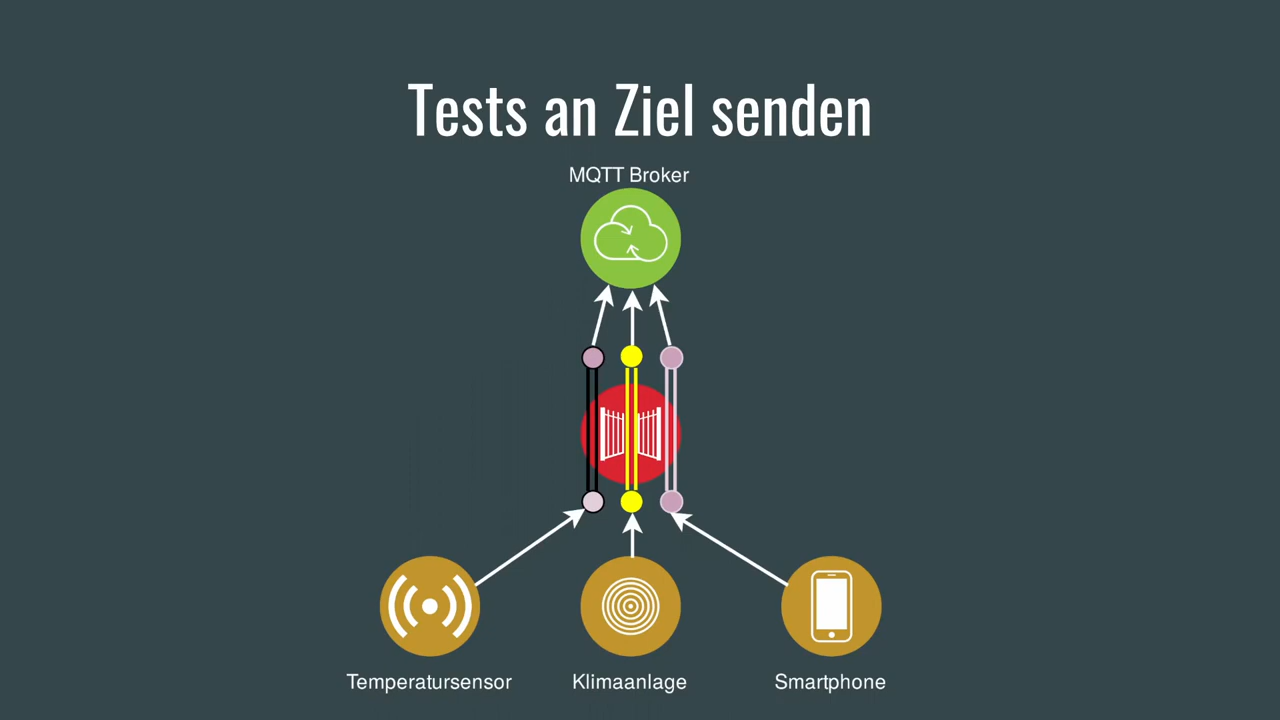 Tests an Ziel senden
MQTT Broker
Temperatursensor
Klimaanlage
Smartphone